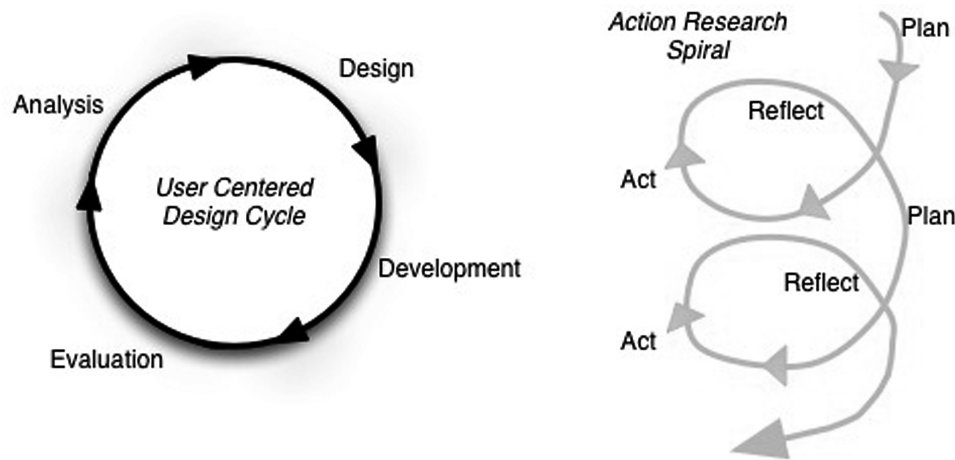 Design
Analysis
User Centered
Design Cycle
Development
Evaluation
Action Research
Spiral
Plan
Reflect
Act
Plan
Reflect
Act